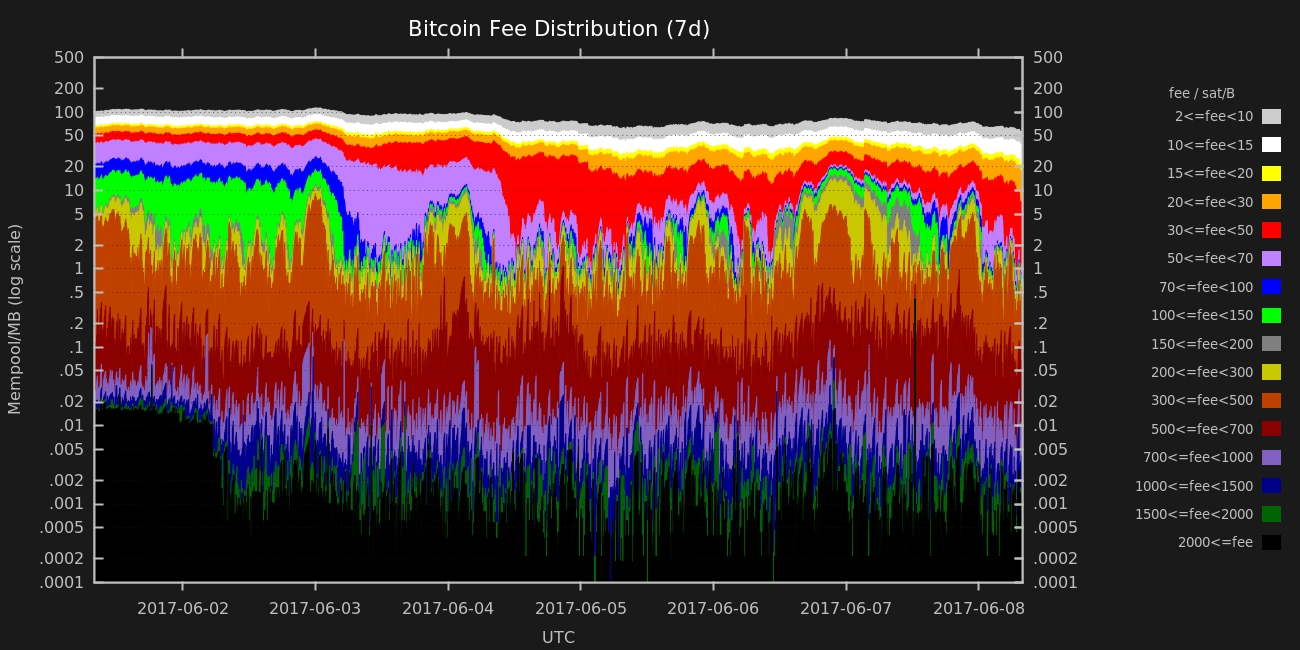 Bitcoin Fee Distribution (7d)
Mempool/MB (log scale)
500
200
100
50
20
10
5
2
1
.5
.2
.1
.05
.02
.01
.005
.002
.001
.0005
.0002
.0001
500
200
100
50
20
10
5
2
1
.5
.2
.1
.05
.02
.01
.005
.002
.001
.0005
.0002
.0001
2017-06-02
2017-06-03
2017-06-04
2017-06-05
2017-06-06
2017-06-07
2017-06-08
UTC
fee / sat/B
2<=fee<10
10<=fee<15
15<=fee<20
20<=fee<30
30<=fee<50
50<=fee<70
70<=fee<100
100<=fee<150
150<=fee<200
200<=fee<300
300<=fee<500
500<=fee<700
700<=fee<1000
1000<=fee<1500
1500<=fee<2000
2000<=fee